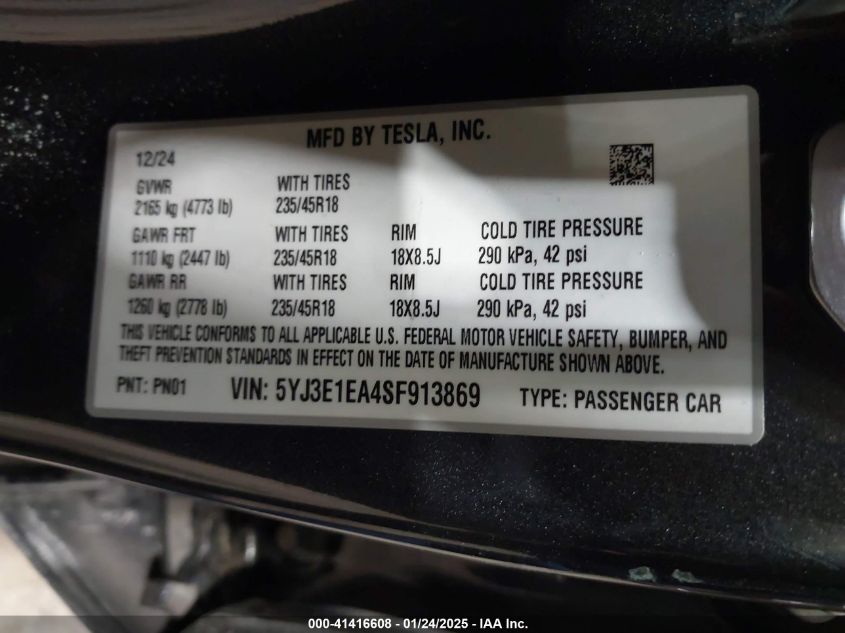 MFD BY TESLA, INC.
12/24
GVWR WITH TIRES
2165 kg (4773 lb) 235/45R18
GAWR FRT WITH TIRES RIM COLD TIRE PRESSURE
1110 kg (2447 lb) 235/45R18 18X8.5J 290 kPa, 42 psi
GAWR RR WITH TIRES RIM COLD TIRE PRESSURE
1260 kg (2778 lb) 235/45R18 18X8.5J 290 kPa, 42 psi
THIS VEHICLE CONFORMS TO ALL APPLICABLE U.S. FEDERAL MOTOR VEHICLE SAFETY, BUMPER, AND
THEFT PREVENTION STANDARDS IN EFFECT ON THE DATE OF MANUFACTURE SHOWN ABOVE.
PNT: PN01 VIN: 5YJ3E1EA4SF913869 TYPE: PASSENGER CAR
000-41416608 - 01/24/2025 - IAA Inc.